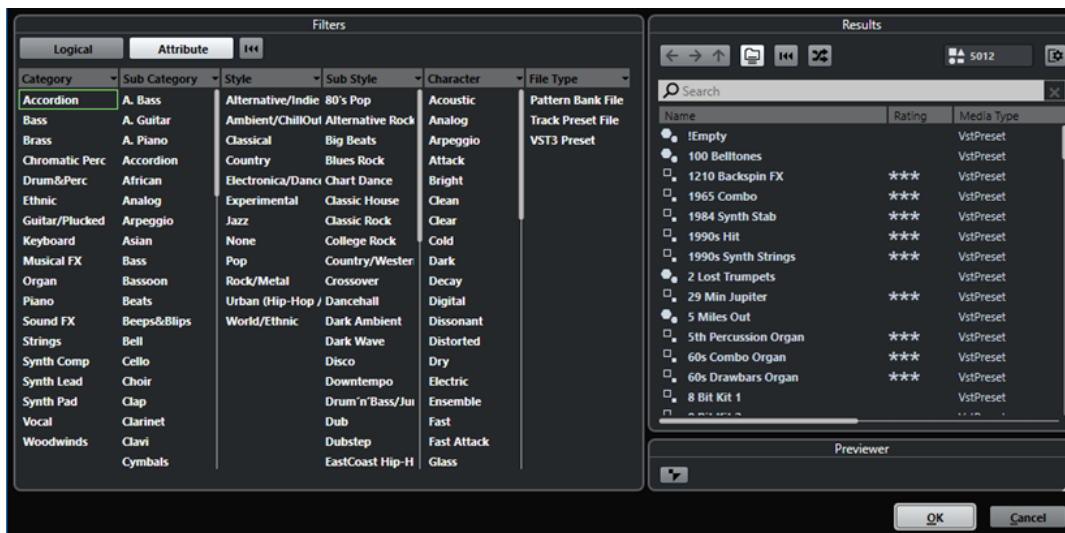 Filters
Logical
Attribute
Category
Sub Category
Style
Sub Style
Character
File Type
Accordion
Bass
Brass
Chromatic Perc
Drum&Perc
Ethnic
Guitar/Plucked
Keyboard
Musical FX
Organ
Piano
Sound FX
Strings
Synth Comp
Synth Lead
Synth Pad
Vocal
Woodwinds
A. Bass
A. Guitar
A. Piano
Accordion
African
Analog
Arpeggio
Asian
Bass
Bassoon
Beats
Beeps&Blips
Bell
Cello
Choir
Clap
Clarinet
Clavi
Cymbals
Alternative/Indie
Ambient/ChillOut
Classical
Country
Electronica/Dance
Experimental
Jazz
None
Pop
Rock/Metal
Urban (Hip-Hop /
World/Ethnic
80's Pop
Alternative Rock
Big Beats
Blues Rock
Chart Dance
Classic House
Classic Rock
College Rock
Country/Wester
Crossover
Dancehall
Dark Ambient
Dark Wave
Disco
Downtempo
Drum´n´Bass/Jun
Dub
Dubstep
EastCoast Hip-H
Acoustic
Analog
Arpeggio
Attack
Bright
Clean
Clear
Cold
Dark
Decay
Digital
Dissonant
Distorted
Dry
Electric
Ensemble
Fast
Fast Attack
Glass
Pattern Bank File
Track Preset File
VST3 Preset
Results
5012
Search
Name Rating Media Type
!Empty VstPreset
100 Belltones VstPreset
1210 Backspin FX *** VstPreset
1965 Combo *** VstPreset
1984 Synth Stab *** VstPreset
1990s Hit *** VstPreset
1990s Synth Strings *** VstPreset
2 Lost Trumpets VstPreset
29 Min Jupiter *** VstPreset
5 Miles Out VstPreset
5th Percussion Organ *** VstPreset
60s Combo Organ *** VstPreset
60s Drawbars Organ *** VstPreset
8 Bit Kit 1 VstPreset
Previewer
OK
Cancel